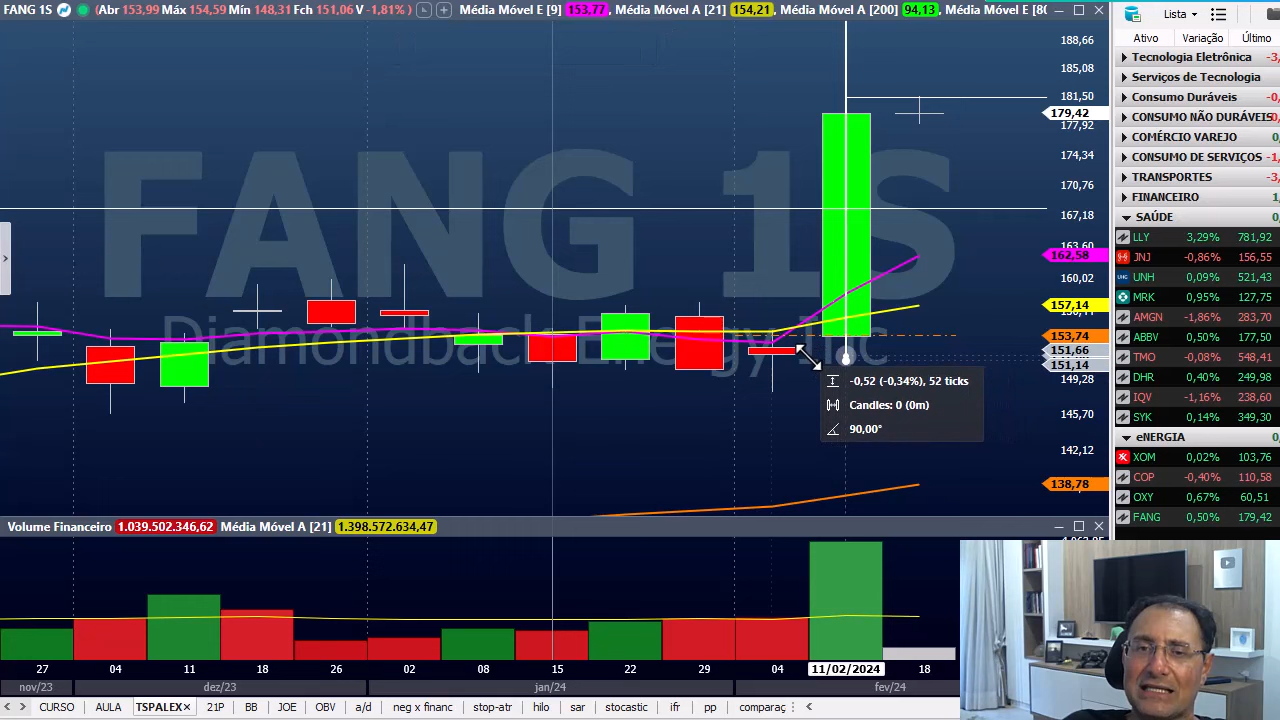 FANG 1S (Abr 153,99 Máx 154,59 Mín 148,31 Fch 151,06 V -1,81%) Média Móvel E [9] 153,77, Média Móvel A [21] 154,21, Média Móvel A [200] 94,13, Média Móvel E [80
Lista
Ativo Variação Último
188,66
185,08
181,50
179,42
177,92
174,34
170,76
167,18
163,60
162,58
160,02
157,14
153,74
151,66
151,14
149,28
145,70
142,12
138,78
FANG 1S
Diamondback Energy Inc
-0,52 (-0,34%), 52 ticks
Candles: 0 (0m)
90,00°
Tecnologia Eletrônica -3,
Serviços de Tecnologia
Consumo Duráveis -0,
CONSUMO NÃO DURÁVEIS
COMÉRCIO VAREJO 0
CONSUMO DE SERVIÇOS -1,
TRANSPORTES -3,
FINANCEIRO 1,
SAÚDE 0
LLY 3,29% 781,92
JNJ -0,86% 156,55
UNH 0,09% 521,43
MRK 0,95% 127,75
AMGN -1,86% 283,70
ABBV 0,50% 177,50
TMO -0,08% 548,41
DHR 0,40% 249,98
IQV -1,16% 238,60
SYK 0,14% 349,30
eNERGIA 0
XOM 0,02% 103,76
COP -0,40% 110,58
OXY 0,67% 60,51
FANG 0,50% 179,42
Volume Financeiro 1.039.502.346,62 Média Móvel A [21] 1.398.572.634,47
27 04 11 18 26 02 08 15 22 29 04 11/02/2024 18
nov/23 dez/23 jan/24 fev/24
CURSO AULA TSPALEX× 21P BB JOE OBV a/d neg x finan stop-atr hilo sar stocastic ifr pp comparaç